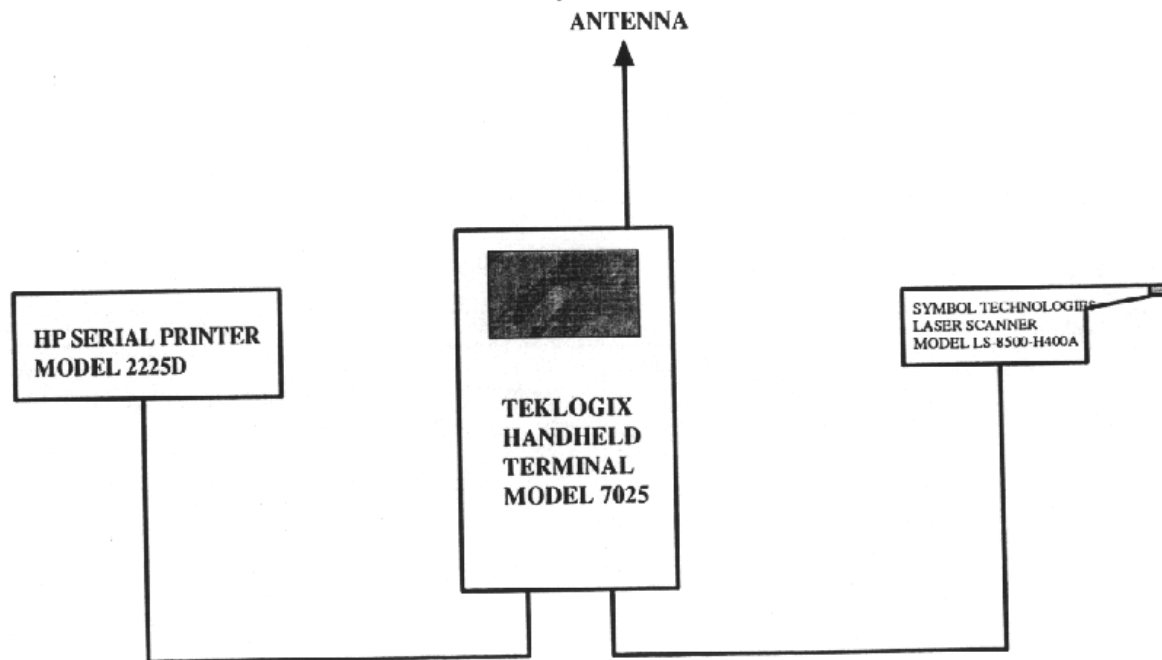 ANTENNA
HP SERIAL PRINTER
MODEL 2225D
TEKLOGIX
HANDHELD
TERMINAL
MODEL 7025
SYMBOL TECHNOLOGIES
LASER SCANNER
MODEL LS-8500-H400A